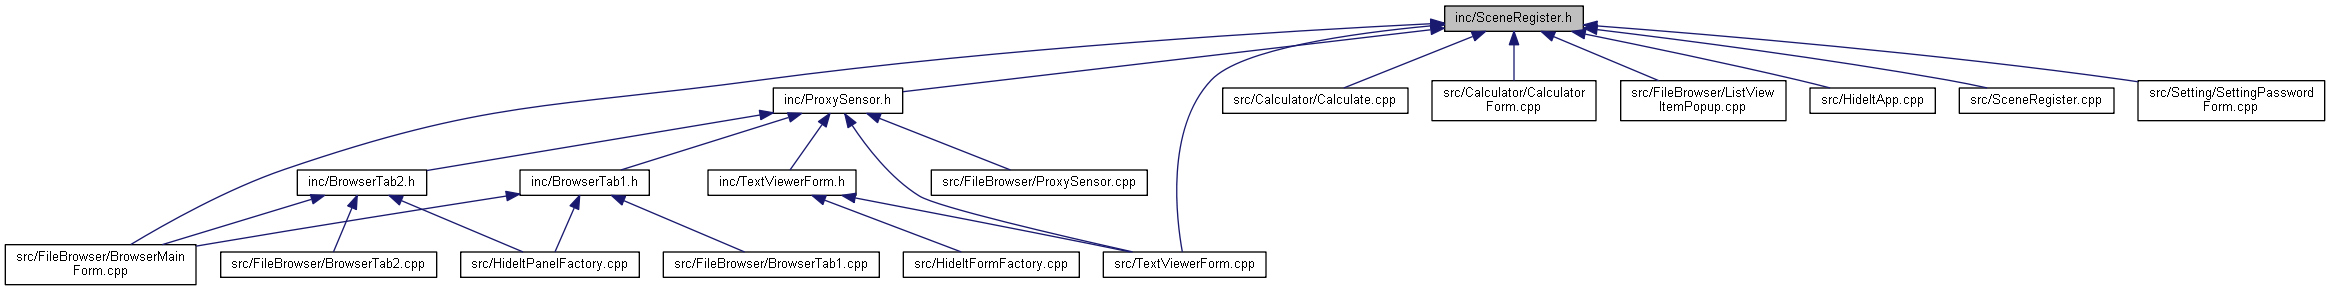 inc/SceneRegister.h
inc/ProxySensor.h
src/Calculator/Calculate.cpp
src/Calculator/Calculator
Form.cpp
src/FileBrowser/ListView
ItemPopup.cpp
src/HideItApp.cpp
src/SceneRegister.cpp
src/Setting/SettingPassword
Form.cpp
inc/BrowserTab2.h
inc/BrowserTab1.h
inc/TextViewerForm.h
src/FileBrowser/ProxySensor.cpp
src/FileBrowser/BrowserMain
Form.cpp
src/FileBrowser/BrowserTab2.cpp
src/HideItPanelFactory.cpp
src/FileBrowser/BrowserTab1.cpp
src/HideItFormFactory.cpp
src/TextViewerForm.cpp